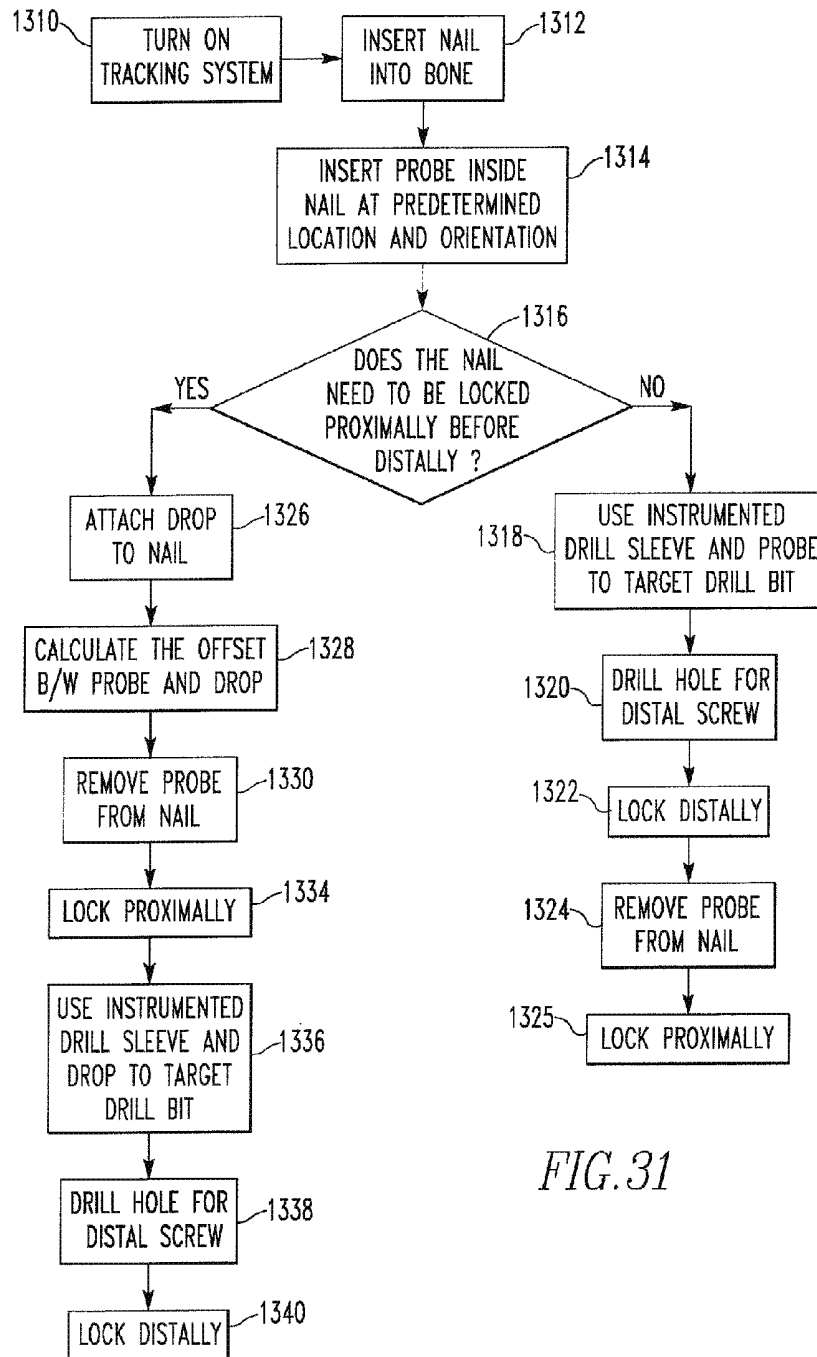 1310
TURN ON
TRACKING SYSTEM
1312
INSERT NAIL
INTO BONE
1314
INSERT PROBE INSIDE
NAIL AT PREDETERMINED
LOCATION AND ORIENTATION
1316
DOES THE NAIL
NEED TO BE LOCKED
PROXIMALLY BEFORE
DISTALLY ?
YES
NO
1326
ATTACH DROP
TO NAIL
1328
CALCULATE THE OFFSET
B/W PROBE AND DROP
1330
REMOVE PROBE
FROM NAIL
1334
LOCK PROXIMALLY
1336
USE INSTRUMENTED
DRILL SLEEVE AND
DROP TO TARGET
DRILL BIT
1338
DRILL HOLE FOR
DISTAL SCREW
1340
LOCK DISTALLY
1318
USE INSTRUMENTED
DRILL SLEEVE AND PROBE
TO TARGET DRILL BIT
1320
DRILL HOLE FOR
DISTAL SCREW
1322
LOCK DISTALLY
1324
REMOVE PROBE
FROM NAIL
1325
LOCK PROXIMALLY
FIG.31